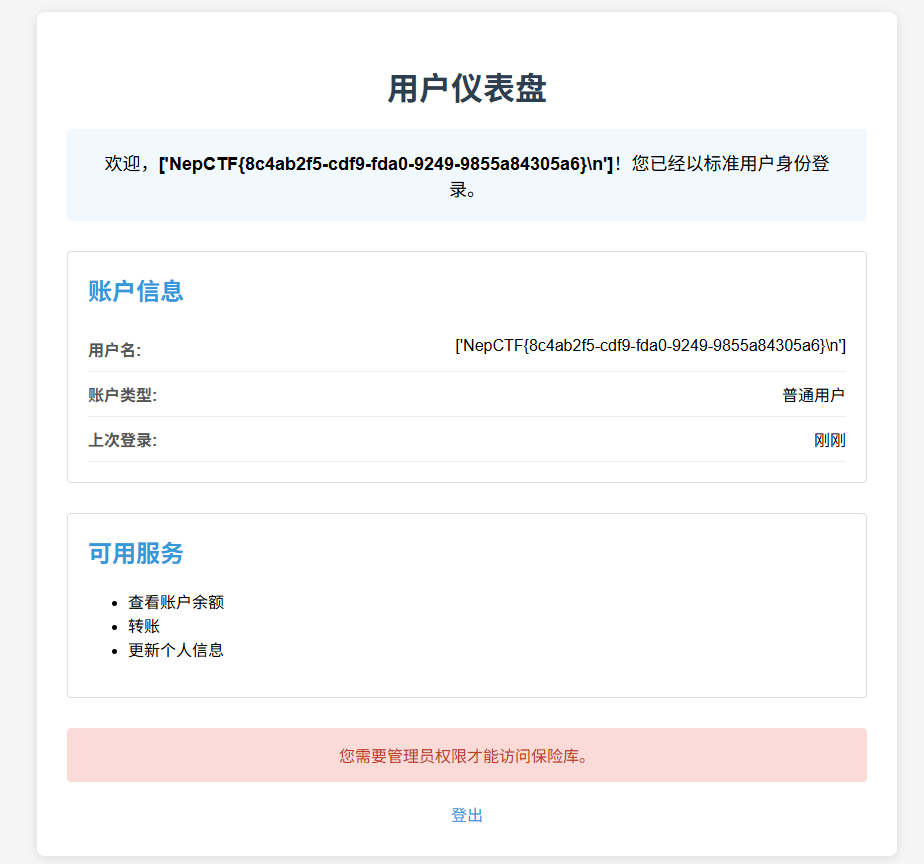 用户仪表盘
欢迎，['NepCTF{8c4ab2f5-cdf9-fda0-9249-9855a84305a6}\n']！您已经以标准用户身份登
录。
账户信息
用户名: ['NepCTF{8c4ab2f5-cdf9-fda0-9249-9855a84305a6}\n']
账户类型: 普通用户
上次登录: 刚刚
可用服务
• 查看账户余额
• 转账
• 更新个人信息
您需要管理员权限才能访问保险库。
登出